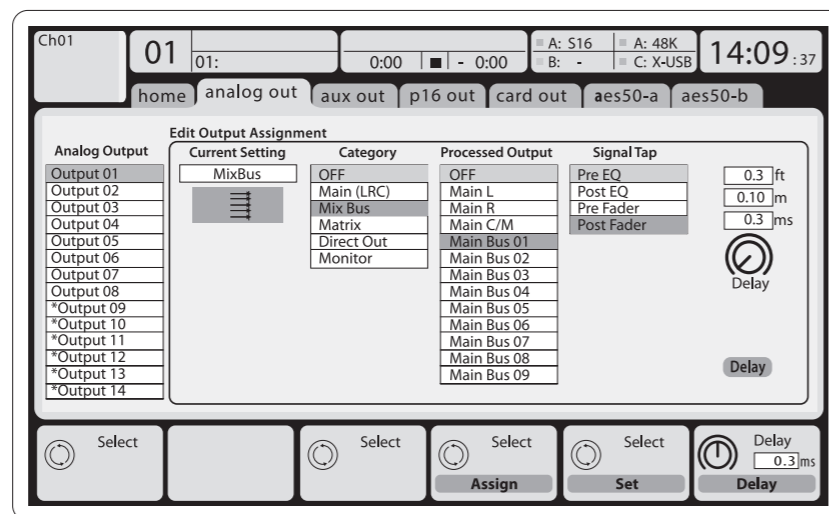 Ch01
01
01:
0:00 - 0:00
A: S16
B: -
A: 48K
C: X-USB
14:09 :37
home
analog out
aux out
p16 out
card out
aes50-a
aes50-b
Edit Output Assignment
Analog Output
Output 01
Output 02
Output 03
Output 04
Output 05
Output 06
Output 07
Output 08
*Output 09
*Output 10
*Output 11
*Output 12
*Output 13
*Output 14
Current Setting
MixBus
Category
OFF
Main (LRC)
Mix Bus
Matrix
Direct Out
Monitor
Processed Output
OFF
Main L
Main R
Main C/M
Main Bus 01
Main Bus 02
Main Bus 03
Main Bus 04
Main Bus 05
Main Bus 06
Main Bus 07
Main Bus 08
Main Bus 09
Signal Tap
Pre EQ
Post EQ
Pre Fader
Post Fader
0.3 ft
0.10 m
0.3 ms
Delay
Delay
Select
Select
Select
Assign
Select
Set
Delay
0.3 ms
Delay